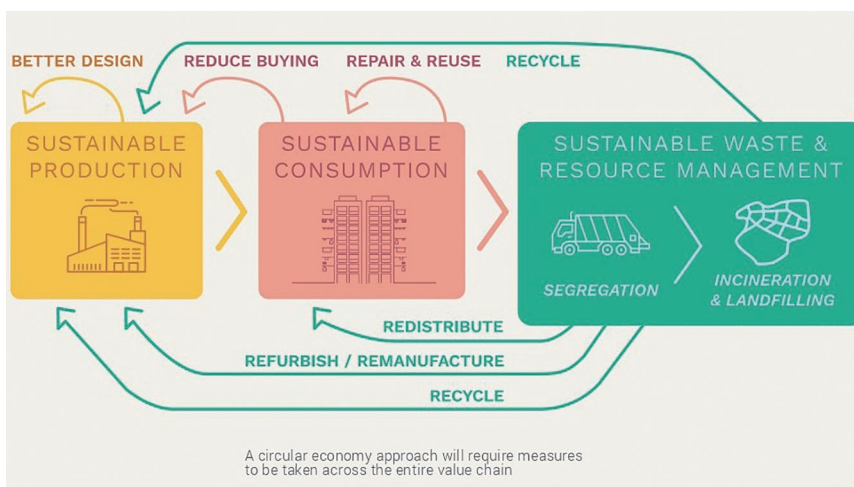 BETTER DESIGN
REDUCE BUYING
REPAIR & REUSE
RECYCLE
SUSTAINABLE
PRODUCTION
SUSTAINABLE
CONSUMPTION
SUSTAINABLE WASTE &
RESOURCE MANAGEMENT
SEGREGATION
INCINERATION
& LANDFILLING
REDISTRIBUTE
REFURBISH / REMANUFACTURE
RECYCLE
A circular economy approach will require measures
to be taken across the entire value chain